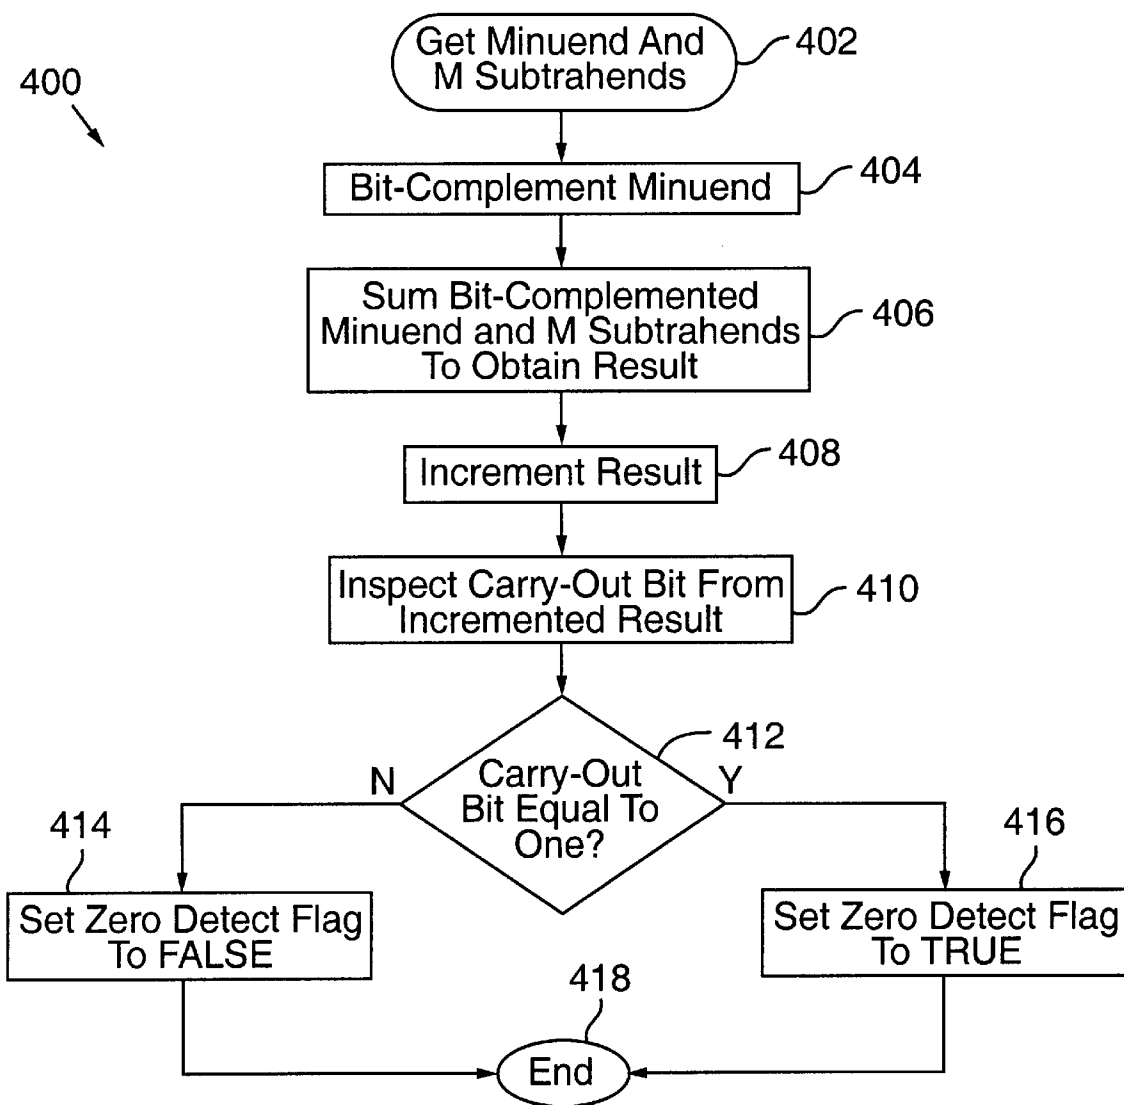 Get Minuend And
M Subtrahends
402
400
Bit-Complement Minuend
404
Sum Bit-Complemented
Minuend and M Subtrahends
To Obtain Result
406
Increment Result
408
Inspect Carry-Out Bit From
Incremented Result
410
412
N
Carry-Out
Bit Equal To
One?
Y
414
Set Zero Detect Flag
To FALSE
416
Set Zero Detect Flag
To TRUE
418
End